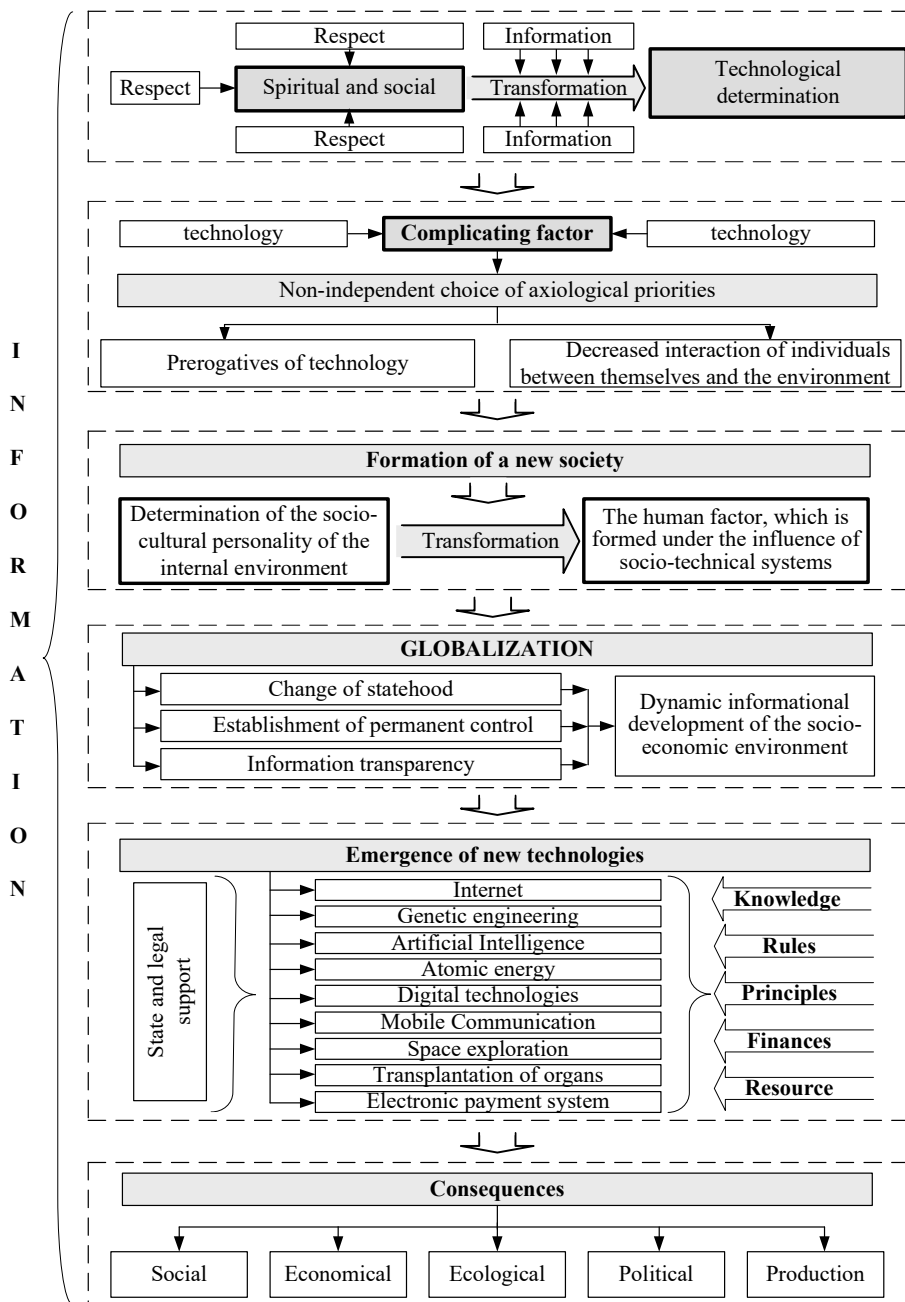 Respect
Information
Respect
Spiritual and social
Transformation
Technological
determination
Respect
Information
technology
Complicating factor
technology
Non-independent choice of axiological priorities
Prerogatives of technology
Decreased interaction of individuals
between themselves and the environment
Formation of a new society
Determination of the socio-
cultural personality of the
internal environment
Transformation
The human factor, which is
formed under the influence of
socio-technical systems
GLOBALIZATION
Change of statehood
Establishment of permanent control
Information transparency
Dynamic informational
development of the socio-
economic environment
Emergence of new technologies
State and legal
support
Internet
Genetic engineering
Artificial Intelligence
Atomic energy
Digital technologies
Mobile Communication
Space exploration
Transplantation of organs
Electronic payment system
Knowledge
Rules
Principles
Finances
Resource
Consequences
Social
Economical
Ecological
Political
Production
I
N
F
O
R
M
A
T
I
O
N